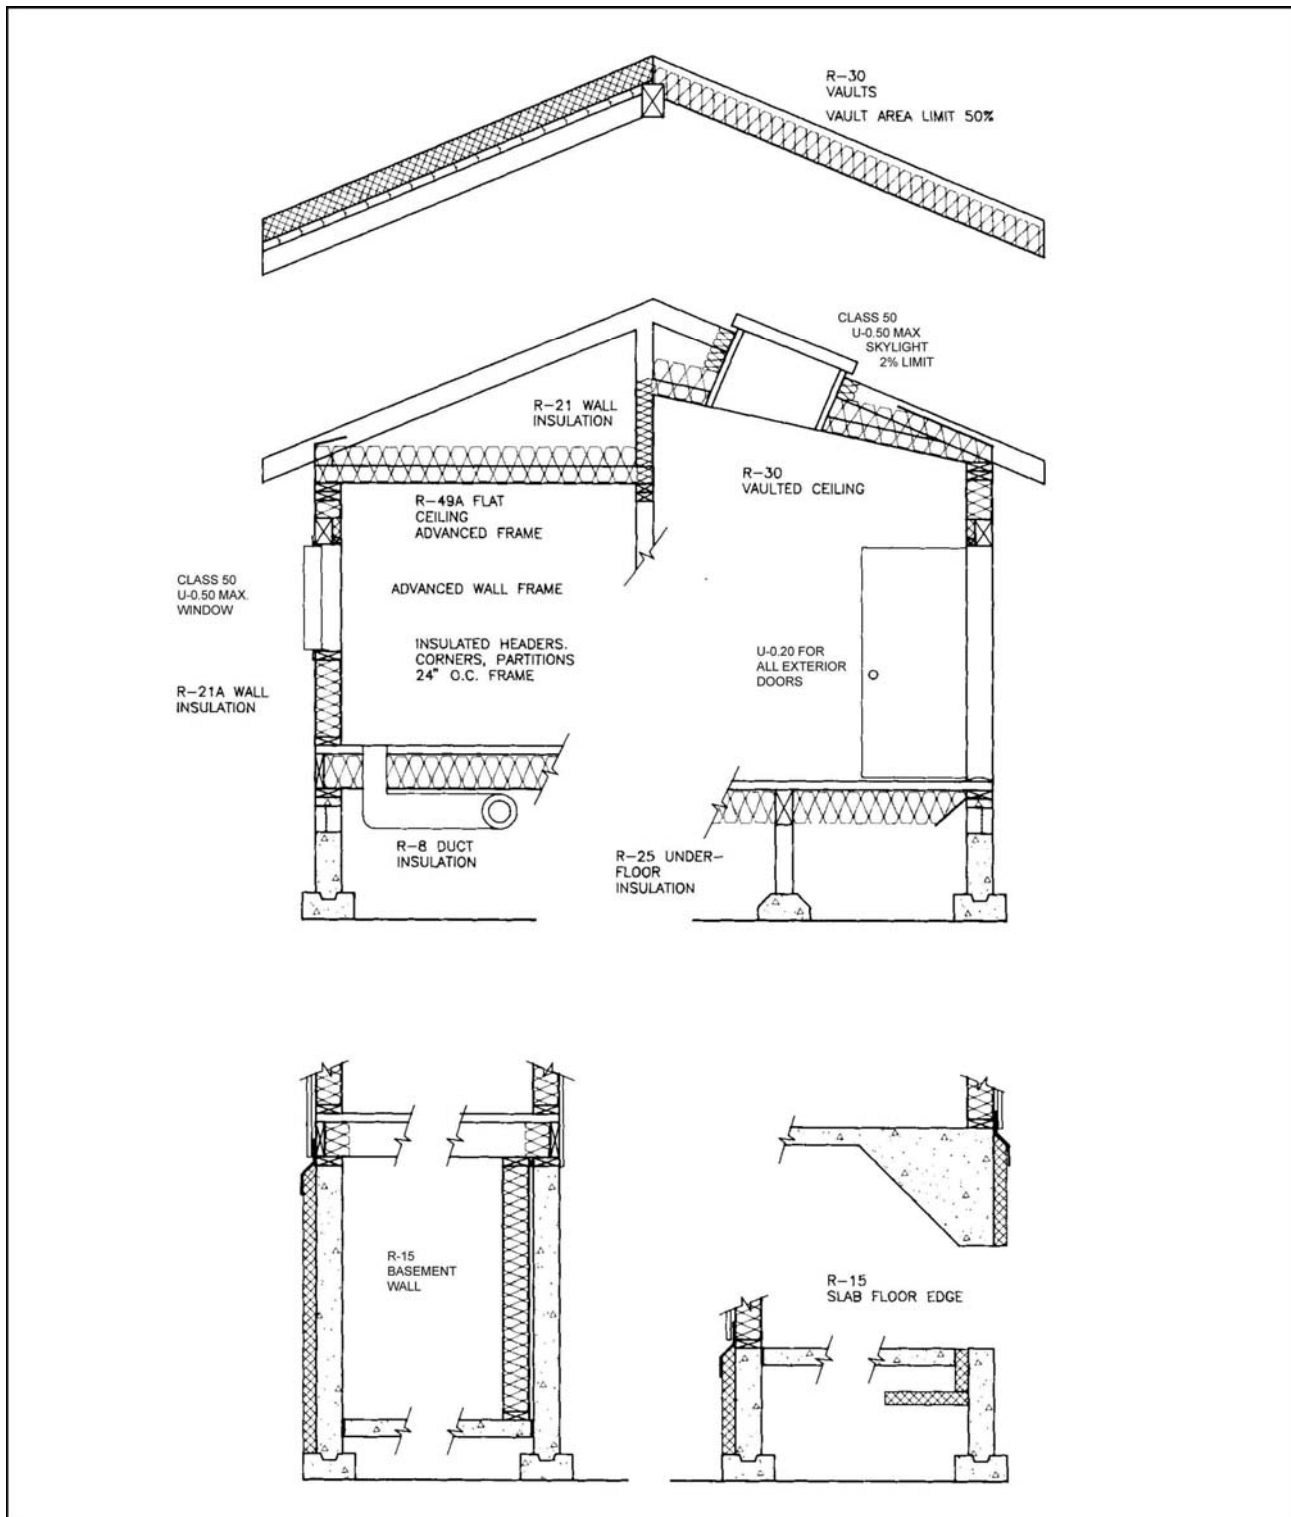 R-30
VAULTS
VAULT AREA LIMIT 50%
CLASS 50
U-0.50 MAX
SKYLIGHT
2% LIMIT
R-21 WALL
INSULATION
R-30
VAULTED CEILING
R-49A FLAT
CEILING
ADVANCED FRAME
CLASS 50
U-0.50 MAX.
WINDOW
ADVANCED WALL FRAME
INSULATED HEADERS.
CORNERS, PARTITIONS
24" O.C. FRAME
U-0.20 FOR
ALL EXTERIOR
DOORS
R-21A WALL
INSULATION
R-8 DUCT
INSULATION
R-25 UNDER-
FLOOR
INSULATION
R-15
BASEMENT
WALL
R-15
SLAB FLOOR EDGE